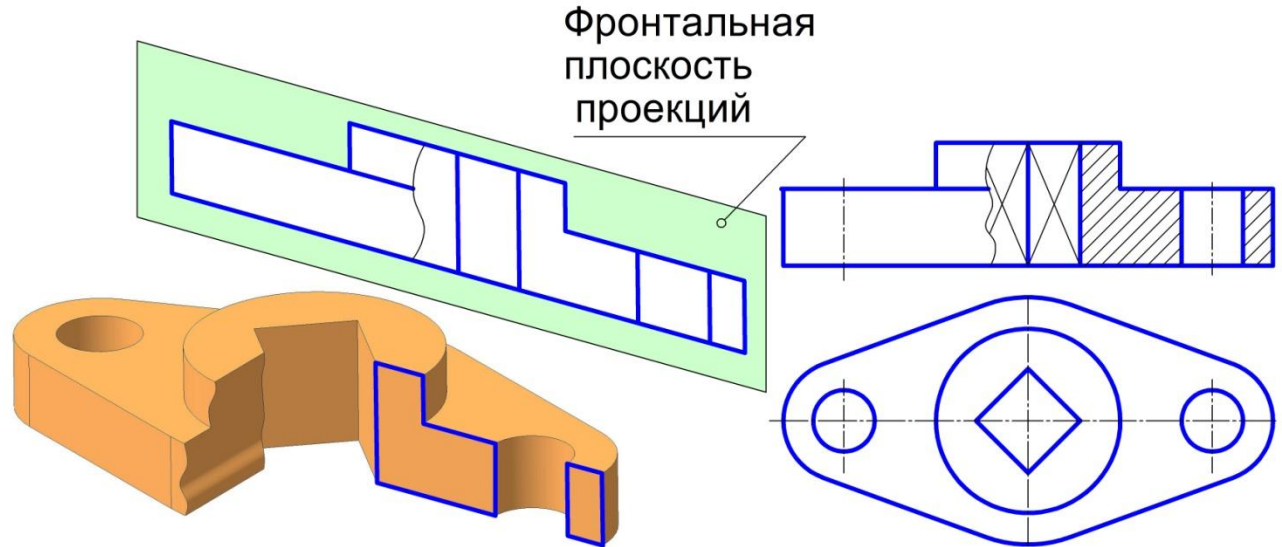 Фронтальная
плоскость
проекций